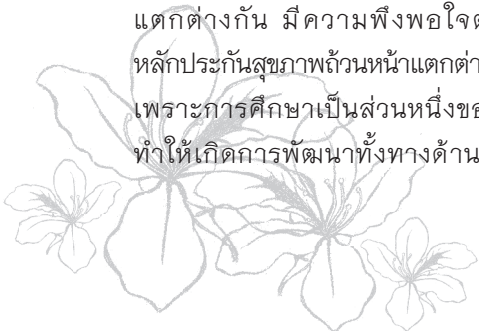 แตกต่างกัน มีความพึงพอใจต
หลักประกันสุขภาพถ้วนหน้าแตกต่า
เพราะการศึกษาเป็นส่วนหนึ่งขอ
ทำให้เกิดการพัฒนาทั้งทางด้าน